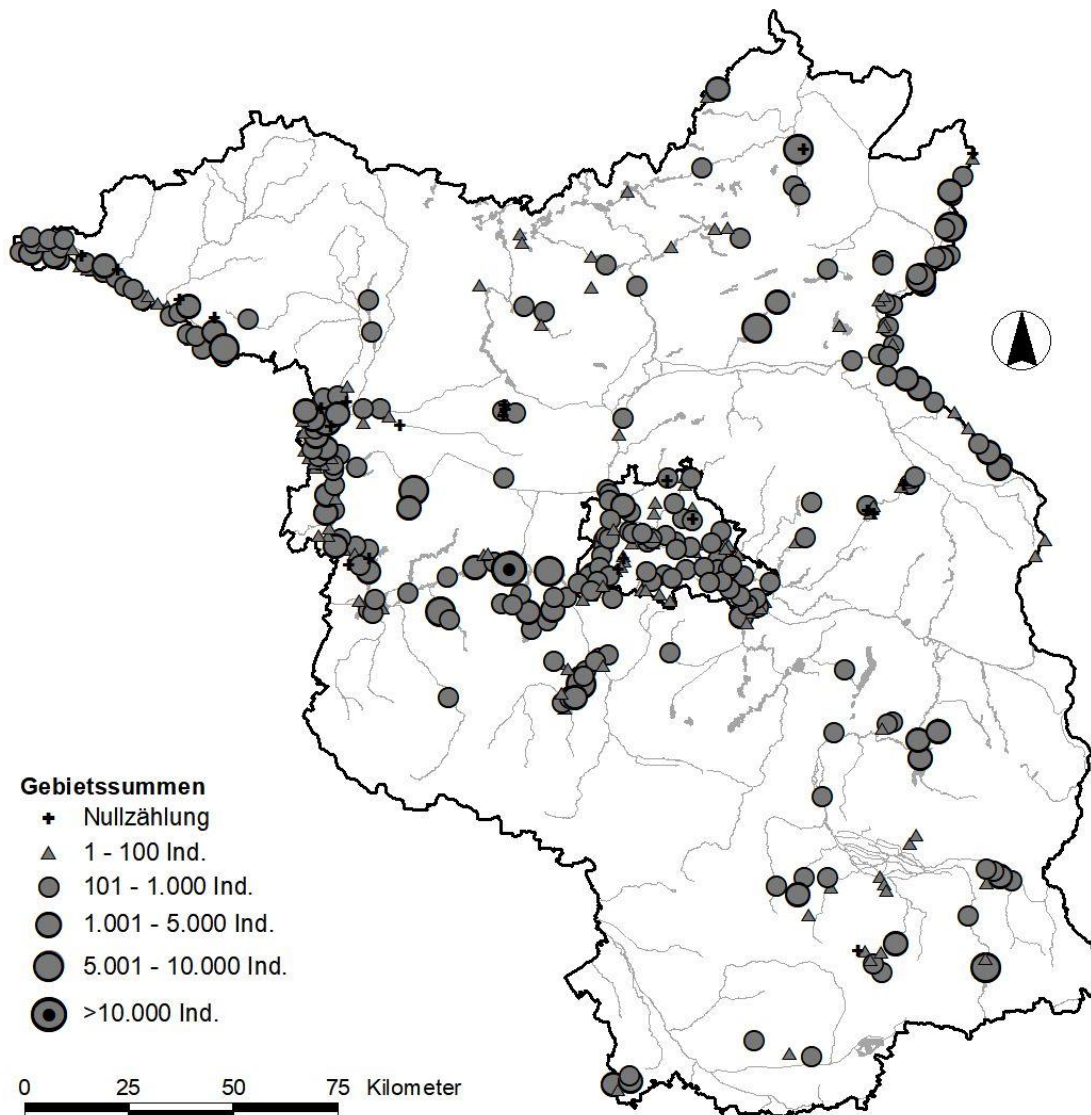 Gebietssummen
Nullzählung
1 - 100 Ind.
101 - 1.000 Ind.
1.001 - 5.000 Ind.
5.001 - 10.000 Ind.
>10.000 Ind.
0 25 50 75 Kilometer